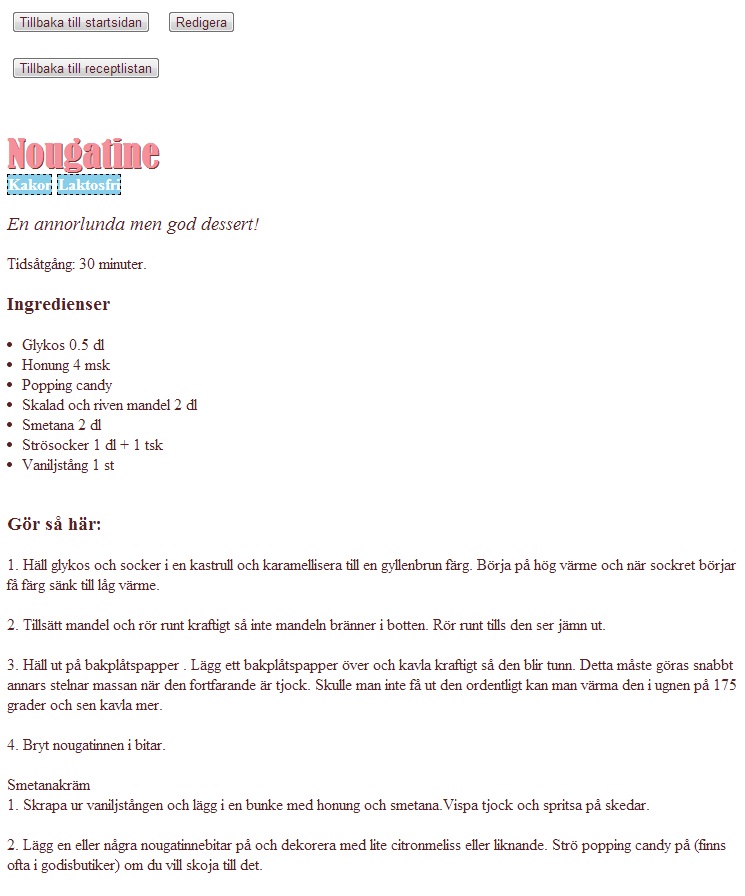 Tillbaka till startsidan Redigera
Tillbaka till receptlistan
Nougatine
Kakor Laktosfri
En annorlunda men god dessert!
Tidsåtgång: 30 minuter.
Ingredienser
• Glykos 0.5 dl
• Honung 4 msk
• Popping candy
• Skalad och riven mandel 2 dl
• Smetana 2 dl
• Strösocker 1 dl + 1 tsk
• Vaniljstång 1 st
Gör så här:
1. Häll glykos och socker i en kastrull och karamellisera till en gyllenbrun färg. Börja på hög värme och när sockret börjar
få färg sänk till låg värme.
2. Tillsätt mandel och rör runt kraftigt så inte mandeln bränner i botten. Rör runt tills den ser jämn ut.
3. Häll ut på bakplåtspapper . Lägg ett bakplåtspapper över och kavla kraftigt så den blir tunn. Detta måste göras snabbt
annars stelnar massan när den fortfarande är tjock. Skulle man inte få ut den ordentligt kan man värma den i ugnen på 175
grader och sen kavla mer.
4. Bryt nougatinnen i bitar.
Smetanakräm
1. Skrapa ur vaniljstången och lägg i en bunke med honung och smetana.Vispa tjock och spritsa på skedar.
2. Lägg en eller några nougatinnebitar på och dekorera med lite citronmeliss eller liknande. Strö popping candy på (finns
ofta i godisbutiker) om du vill skoja till det.